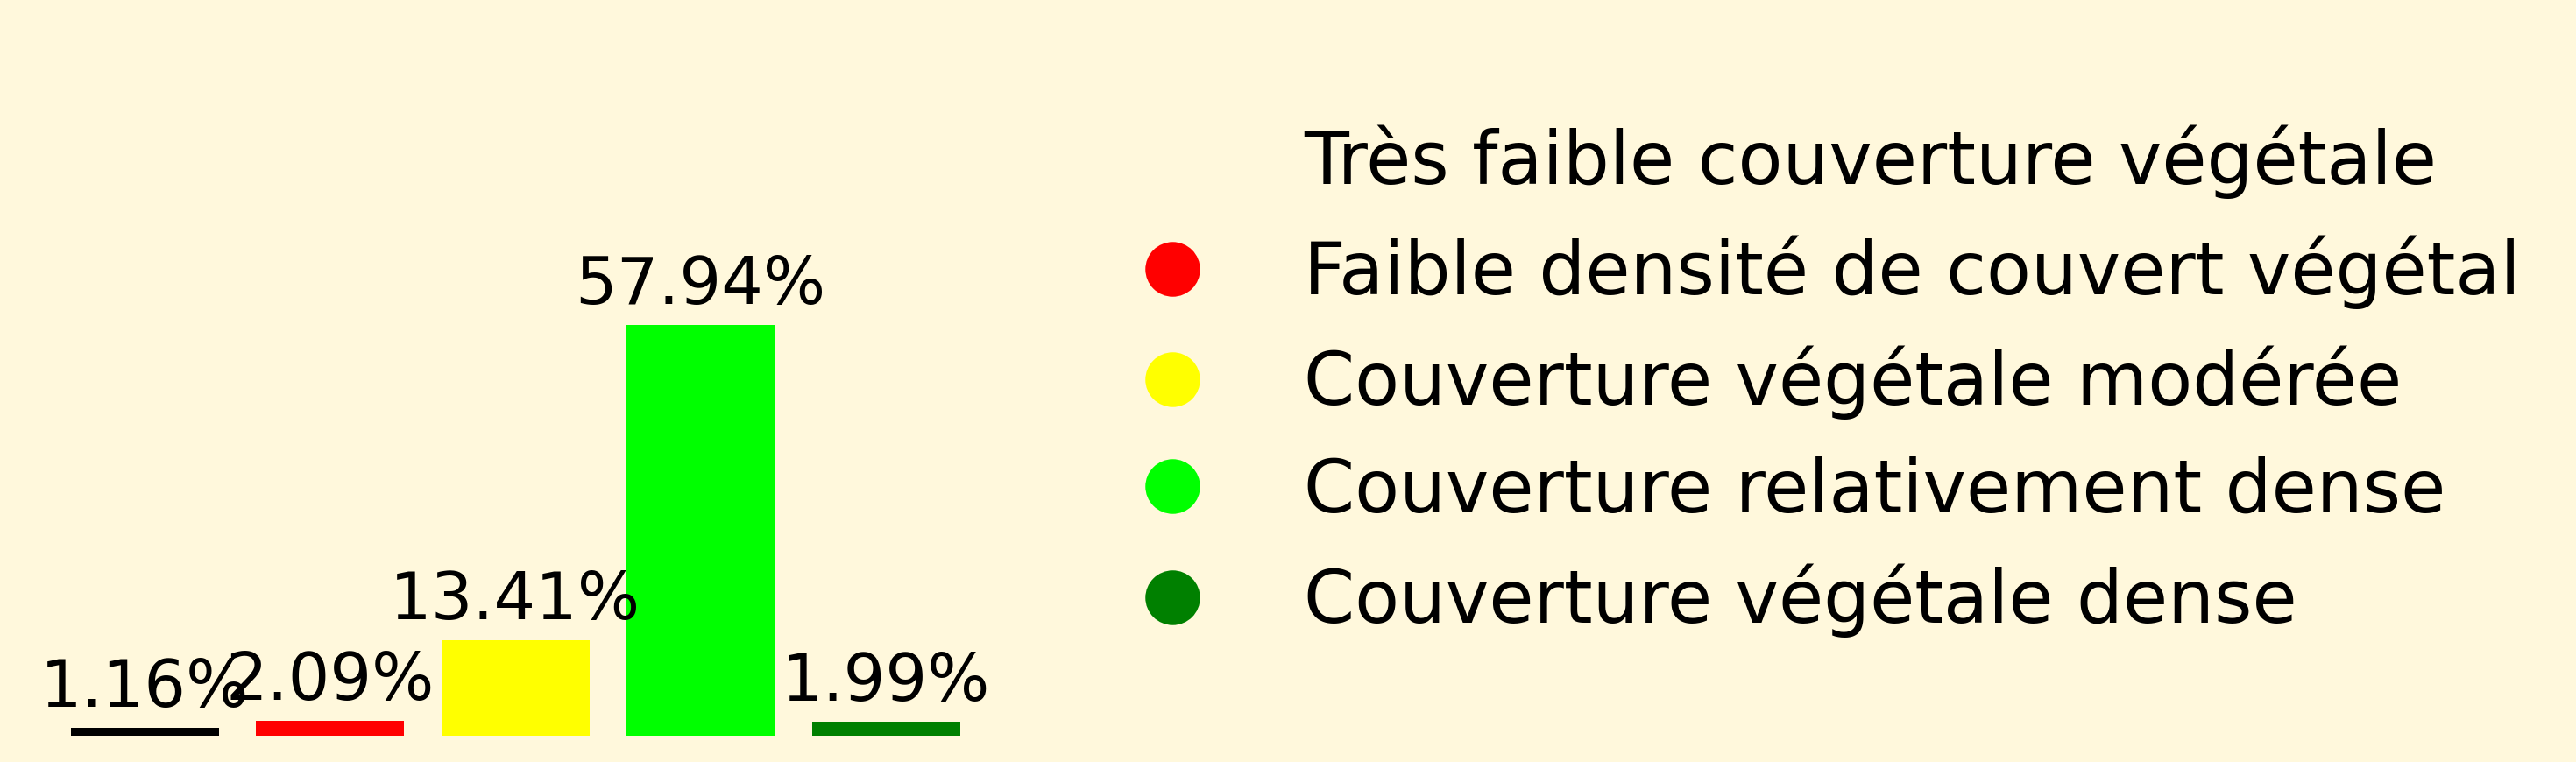 Très faible couverture végétale
Faible densité de couvert végétal
57.94%
Couverture végétale modérée
Couverture relativement dense
13.41%
Couverture végétale dense
1.16%
2.09%
1.99%